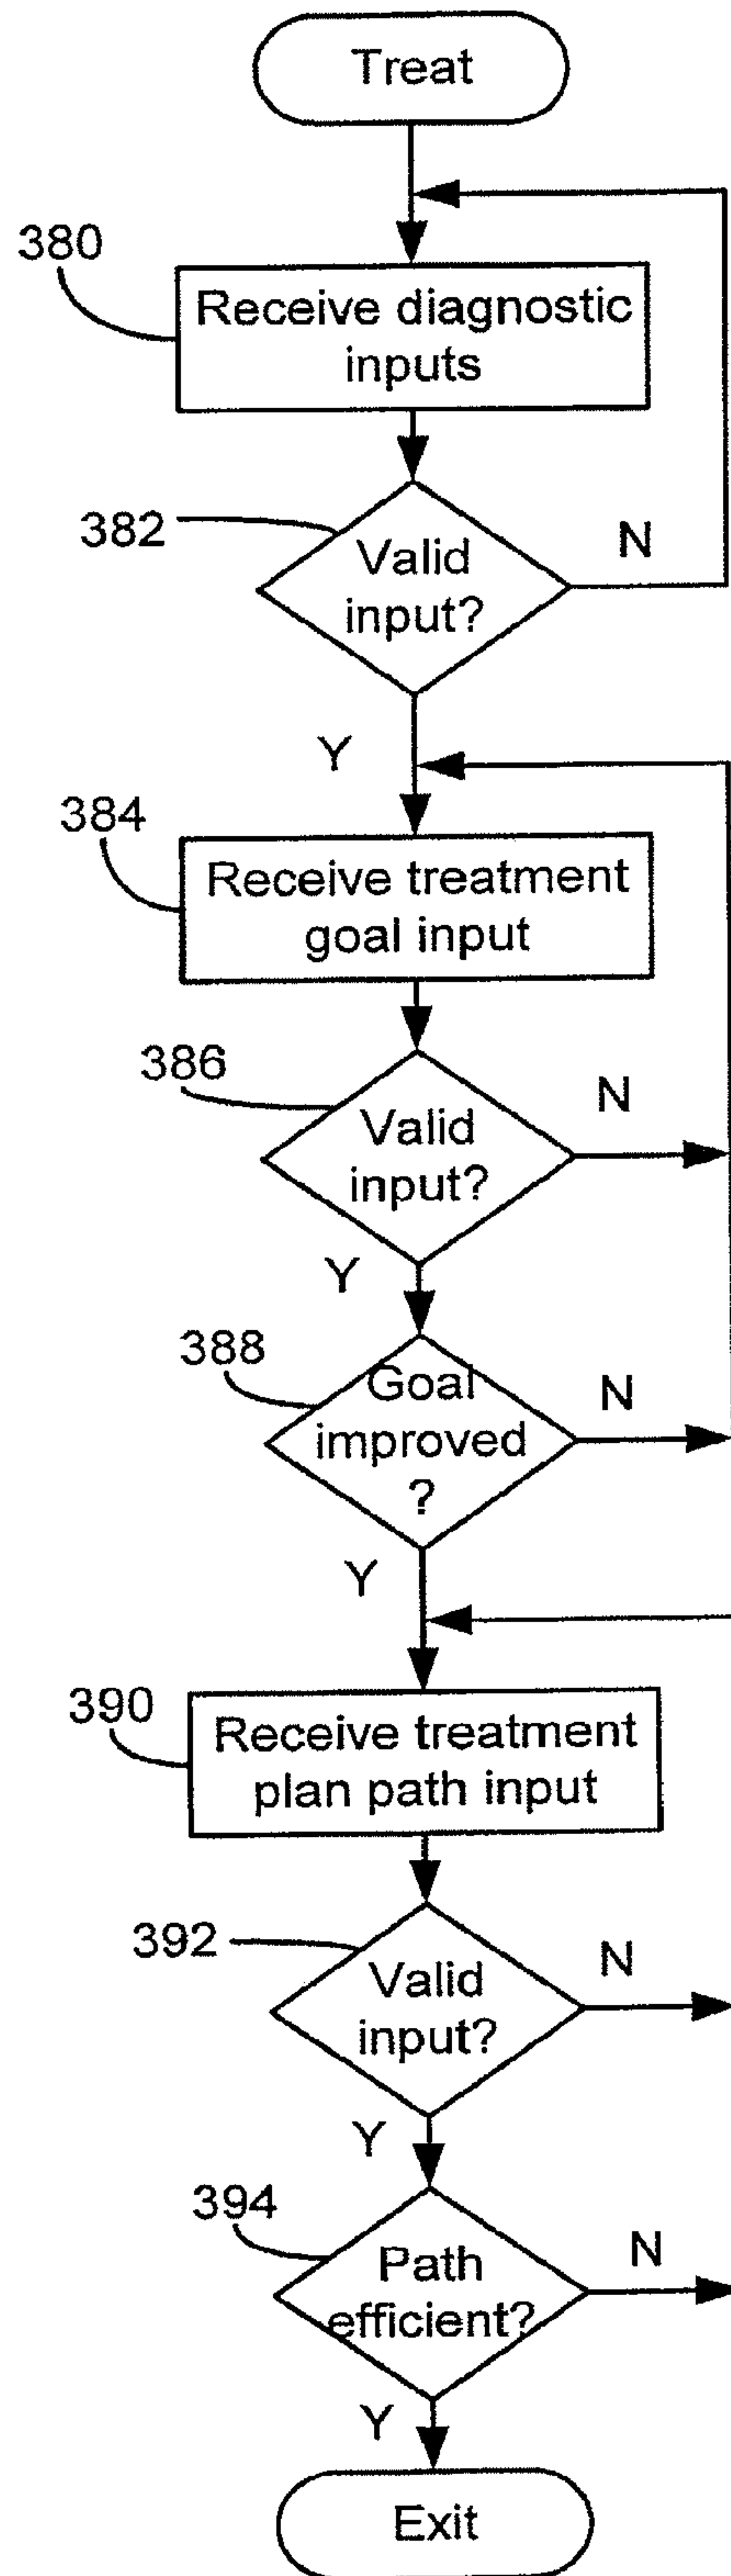 Treat
380
Receive diagnostic
inputs
382
Valid
input?
N
Y
384
Receive treatment
goal input
386
Valid
input?
N
Y
388
Goal
improved
?
N
Y
390
Receive treatment
plan path input
392
Valid
input?
N
Y
394
Path
efficient?
N
Y
Exit